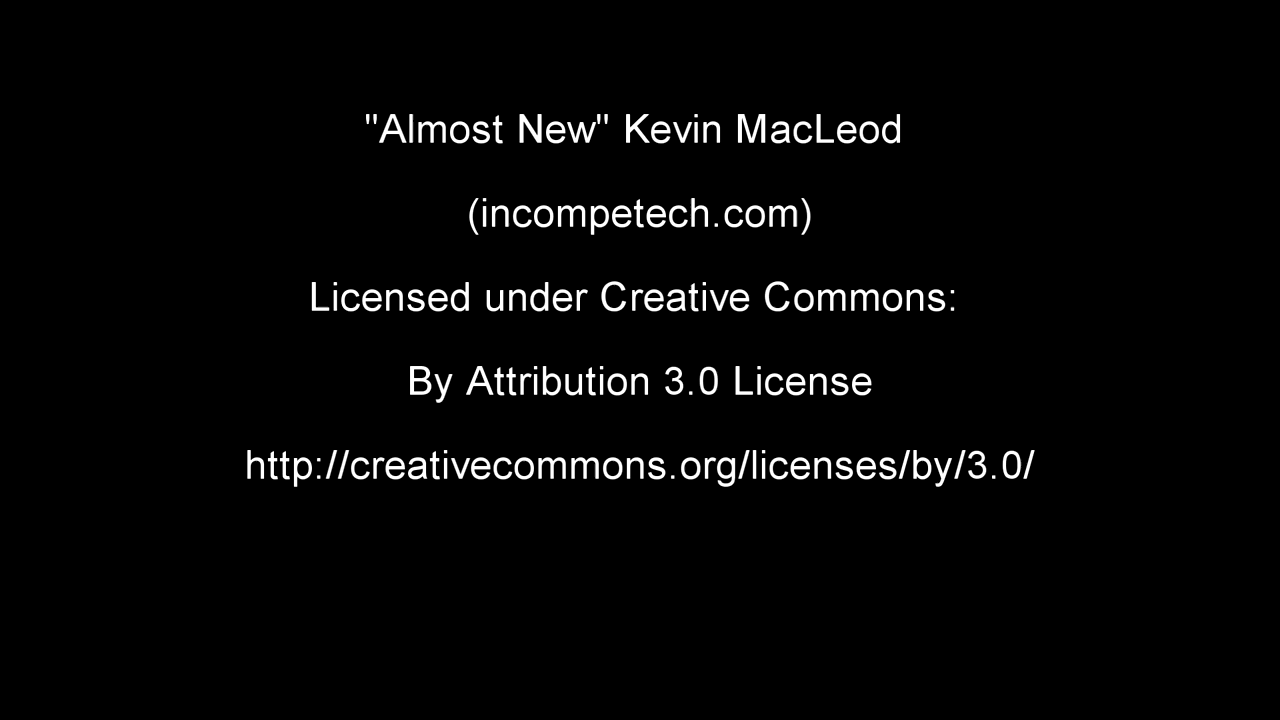 "Almost New" Kevin MacLeod
(incompetech.com)
Licensed under Creative Commons:
By Attribution 3.0 License
http://creativecommons.org/licenses/by/3.0/